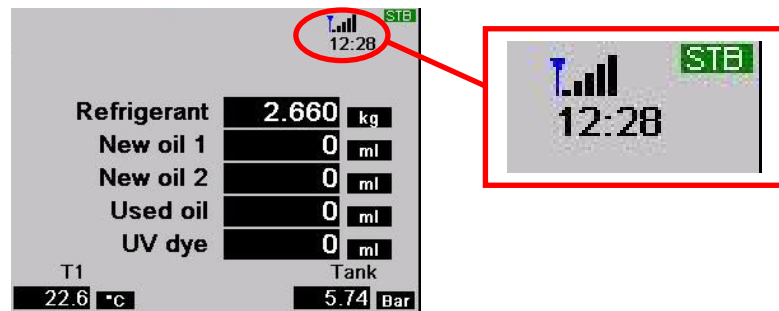 STB
12:28
Refrigerant 2.660 kg
New oil 1 0 ml
New oil 2 0 ml
Used oil 0 ml
UV dye 0 ml
T1 Tank
22.6 °C 5.74 Bar
STB
12:28